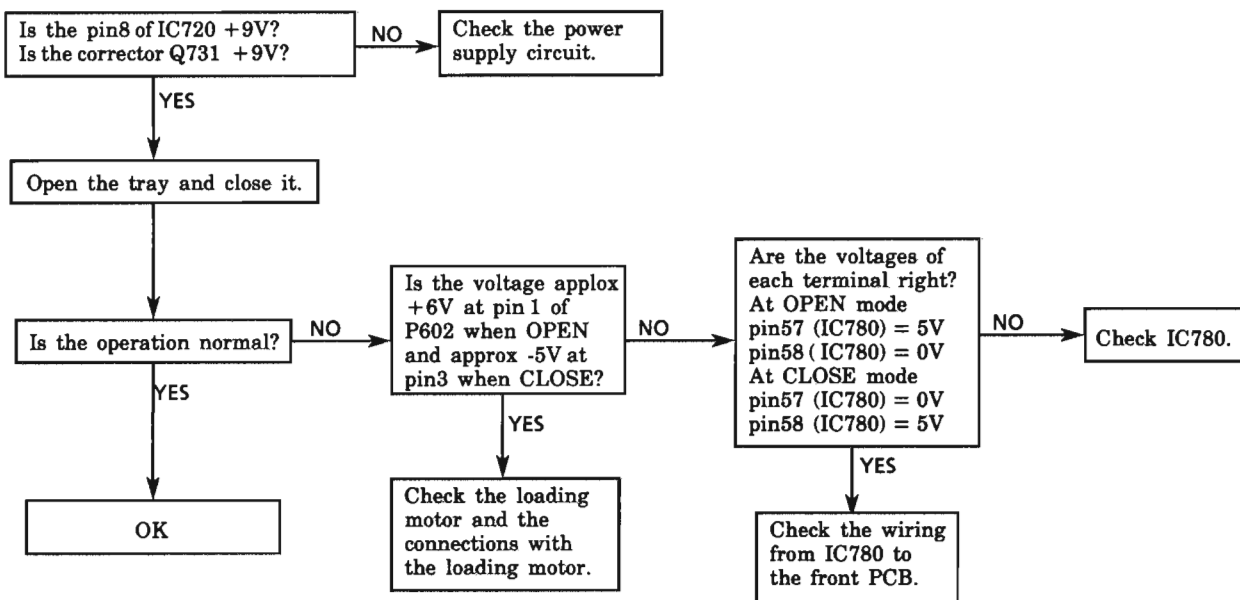 Is the pin8 of IC720 +9V?
Is the corrector Q731 +9V?
NO
Check the power
supply circuit.
YES
Open the tray and close it.
Is the operation normal?
NO
Is the voltage applox
+6V at pin 1 of
P602 when OPEN
and approx -5V at
pin3 when CLOSE?
NO
Are the voltages of
each terminal right?
At OPEN mode
pin57 (IC780) = 5V
pin58 (IC780) = 0V
At CLOSE mode
pin57 (IC780) = 0V
pin58 (IC780) = 5V
NO
Check IC780.
YES
OK
YES
Check the loading
motor and the
connections with
the loading motor.
YES
Check the wiring
from IC780 to
the front PCB.